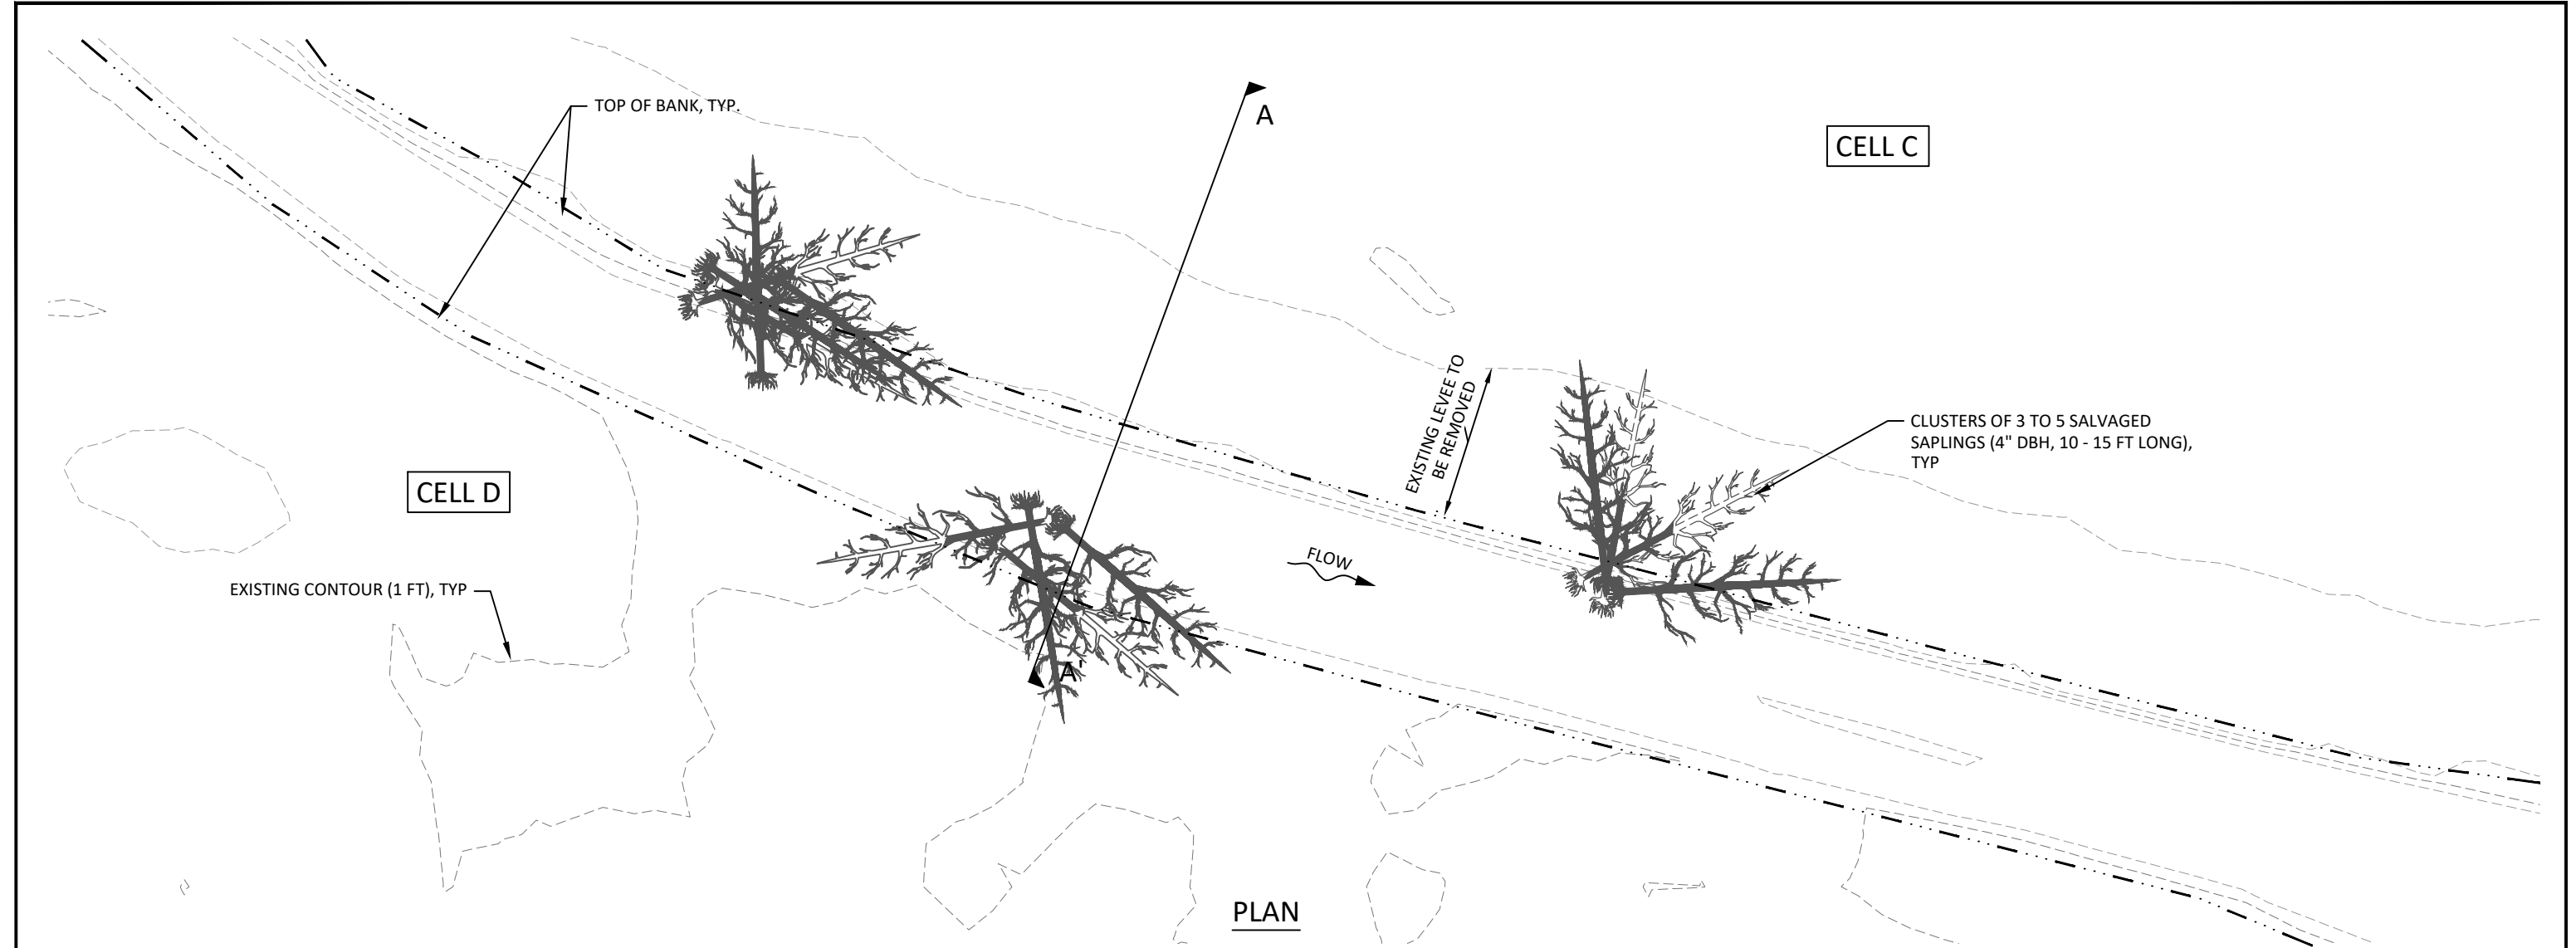 TOP OF BANK, TYP.
A
CELL C
EXISTING LEVEE TO
BE REMOVED
CLUSTERS OF 3 TO 5 SALVAGED
SAPLINGS (4" DBH, 10 - 15 FT LONG),
TYP
CELL D
FLOW
EXISTING CONTOUR (1 FT), TYP
A'
PLAN